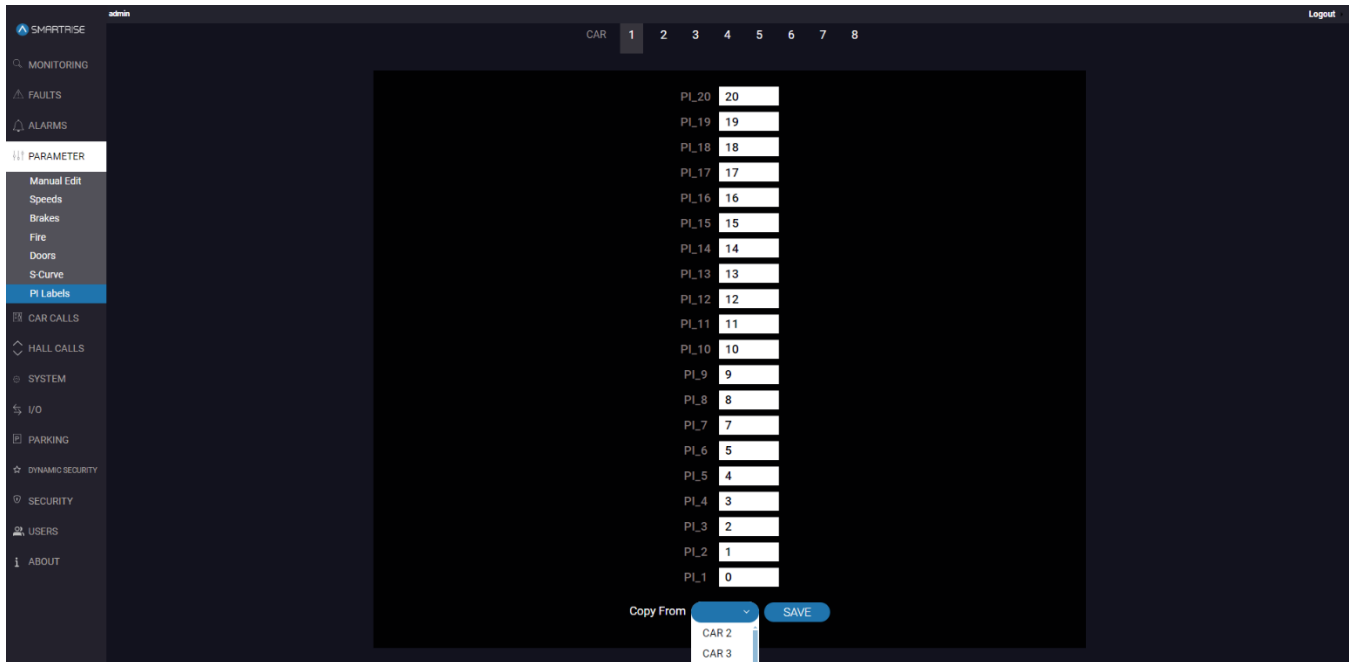 admin
Logout
SMARTRISE
CAR 1 2 3 4 5 6 7 8
MONITORING
FAULTS
ALARMS
PARAMETER
Manual Edit
Speeds
Brakes
Fire
Doors
S-Curve
PI Labels
CAR CALLS
HALL CALLS
SYSTEM
I/O
PARKING
DYNAMIC SECURITY
SECURITY
USERS
ABOUT
PI_20 20
PI_19 19
PI_18 18
PI_17 17
PI_16 16
PI_15 15
PI_14 14
PI_13 13
PI_12 12
PI_11 11
PI_10 10
PI_9 9
PI_8 8
PI_7 7
PI_6 5
PI_5 4
PI_4 3
PI_3 2
PI_2 1
PI_1 0
Copy From SAVE
CAR 2
CAR 3